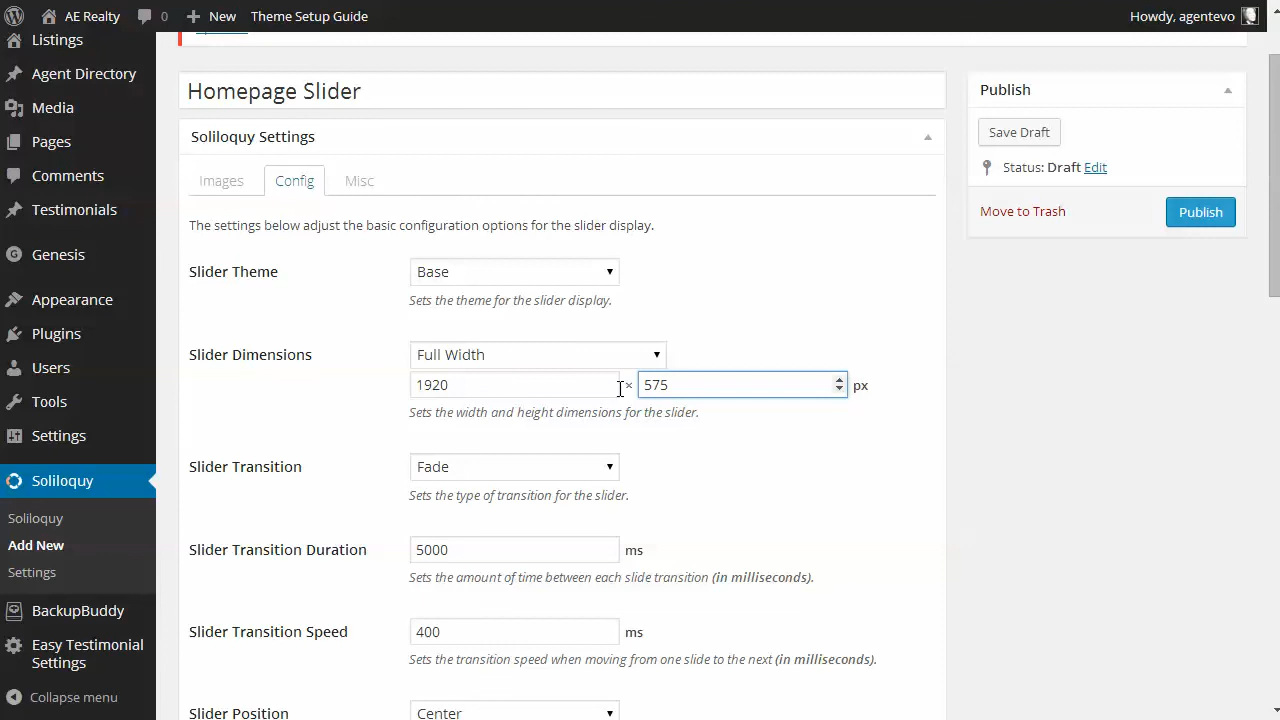 AE Realty 0 New Theme Setup Guide Howdy, agentevo
Listings
Agent Directory
Media
Pages
Comments
Testimonials
Genesis
Appearance
Plugins
Users
Tools
Settings
Soliloquy
Soliloquy
Add New
Settings
BackupBuddy
Easy Testimonial
Settings
Collapse menu
Homepage Slider
Soliloquy Settings
Images Config Misc
The settings below adjust the basic configuration options for the slider display.
Slider Theme Base
Sets the theme for the slider display.
Slider Dimensions Full Width
1920 × 575 px
Sets the width and height dimensions for the slider.
Slider Transition Fade
Sets the type of transition for the slider.
Slider Transition Duration 5000 ms
Sets the amount of time between each slide transition (in milliseconds).
Slider Transition Speed 400 ms
Sets the transition speed when moving from one slide to the next (in milliseconds).
Slider Position Center
Publish
Save Draft
Status: Draft Edit
Move to Trash Publish